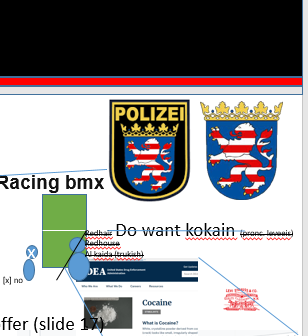 POLIZEI
Racing bmx
Redhair Do want kokain (pronc. leveeis)
Redhouse
Al kaida (trukish)
X
[x] no
DEA
Who We Are
What We Do
Careers
Resources
Cocaine
What is Cocaine?
ffer (slide 17)